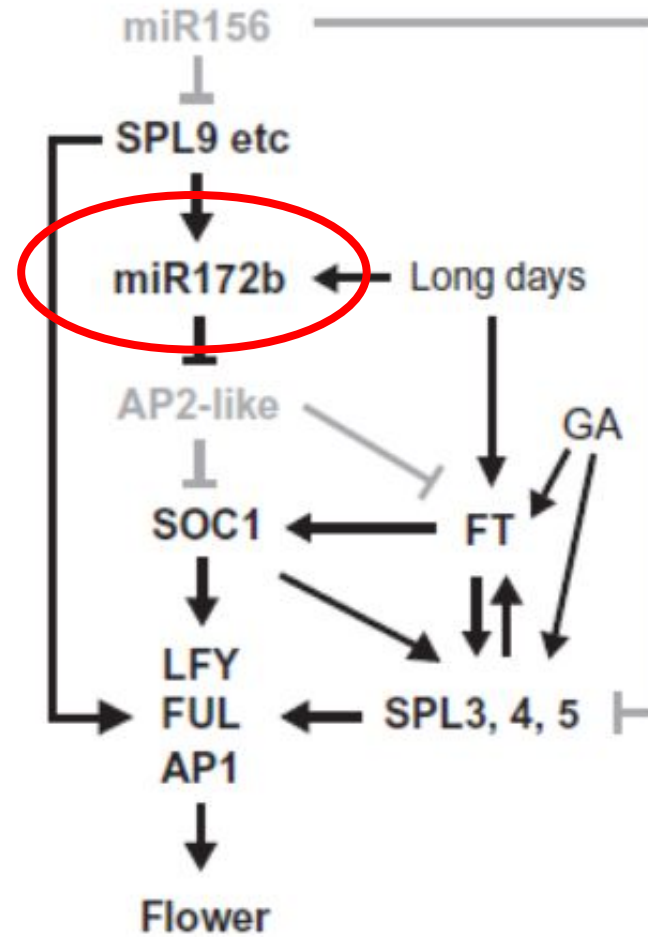 miR156
SPL9 etc
miR172b
Long days
AP2-like
GA
SOC1
FT
LFY
FUL
SPL3, 4, 5
AP1
Flower